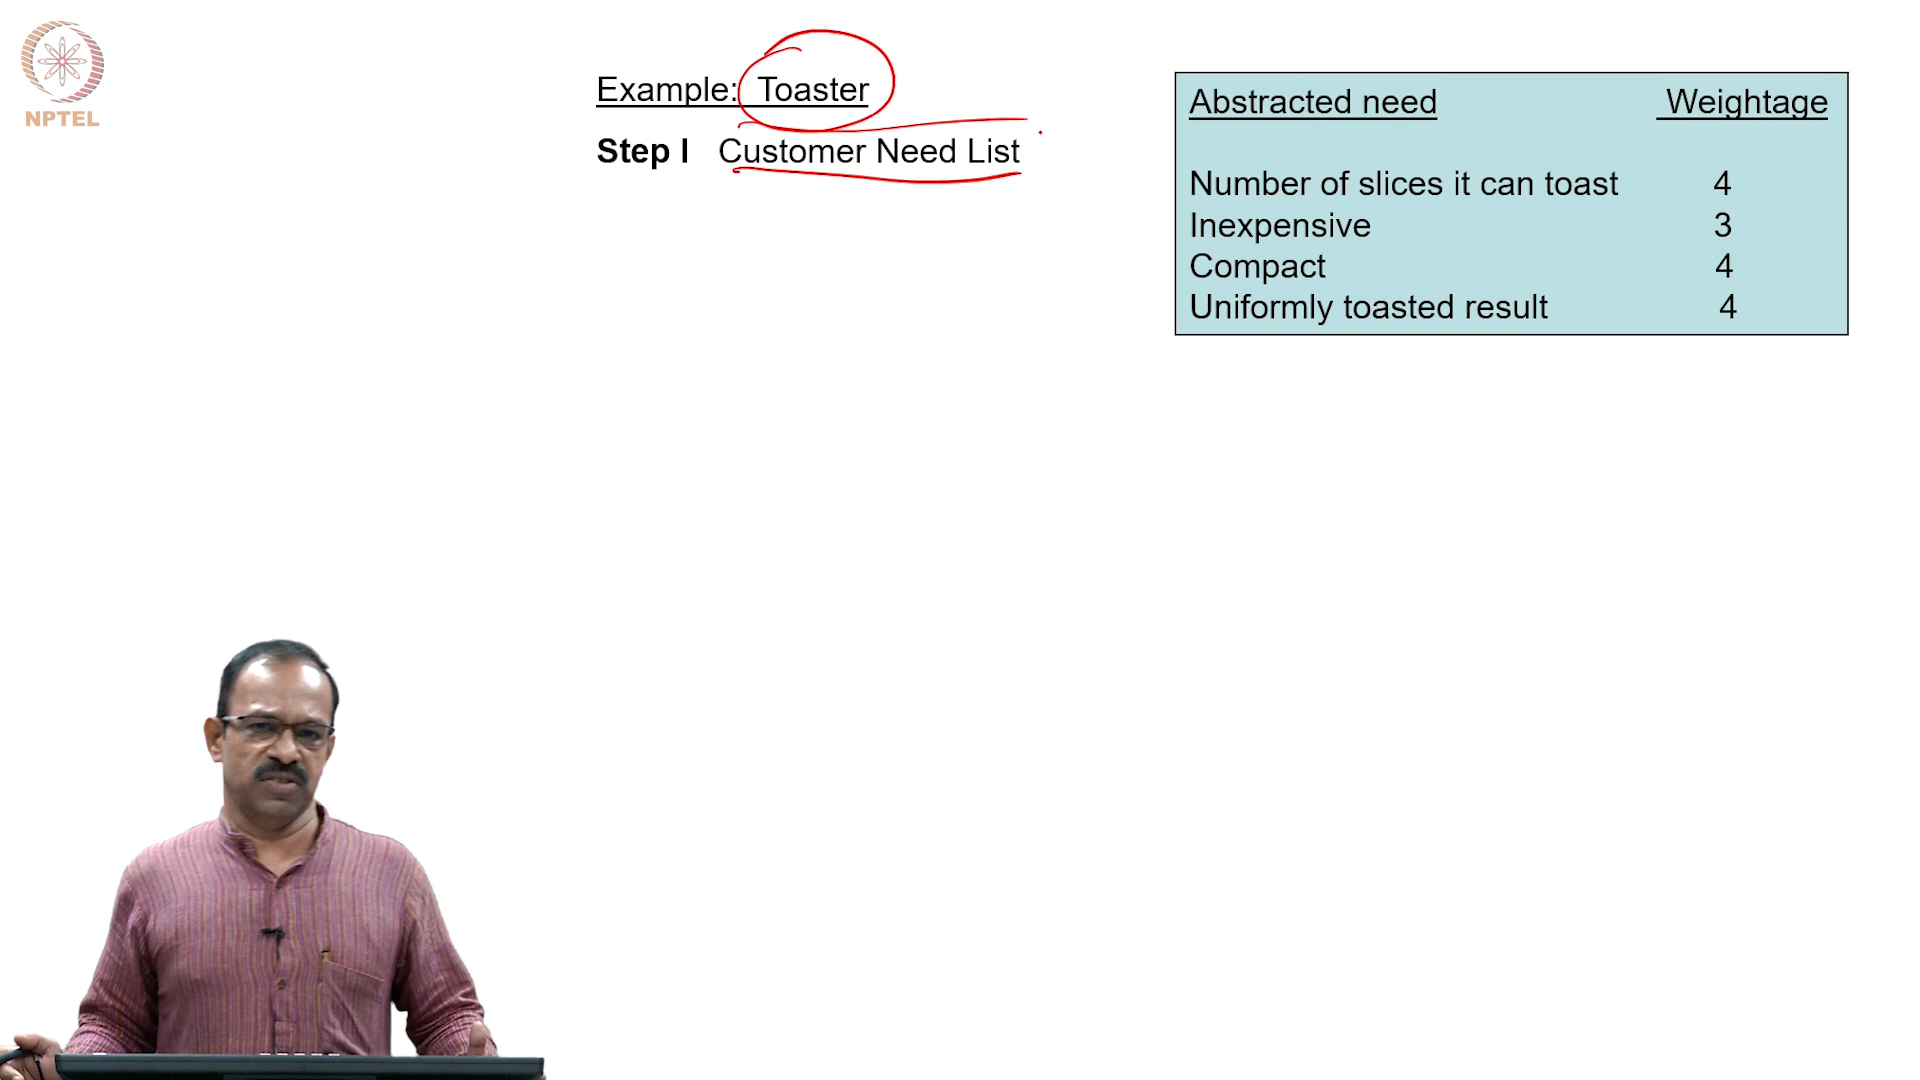 NPTEL
Example: Toaster
Step I Customer Need List
Abstracted need Weightage
Number of slices it can toast 4
Inexpensive 3
Compact 4
Uniformly toasted result 4